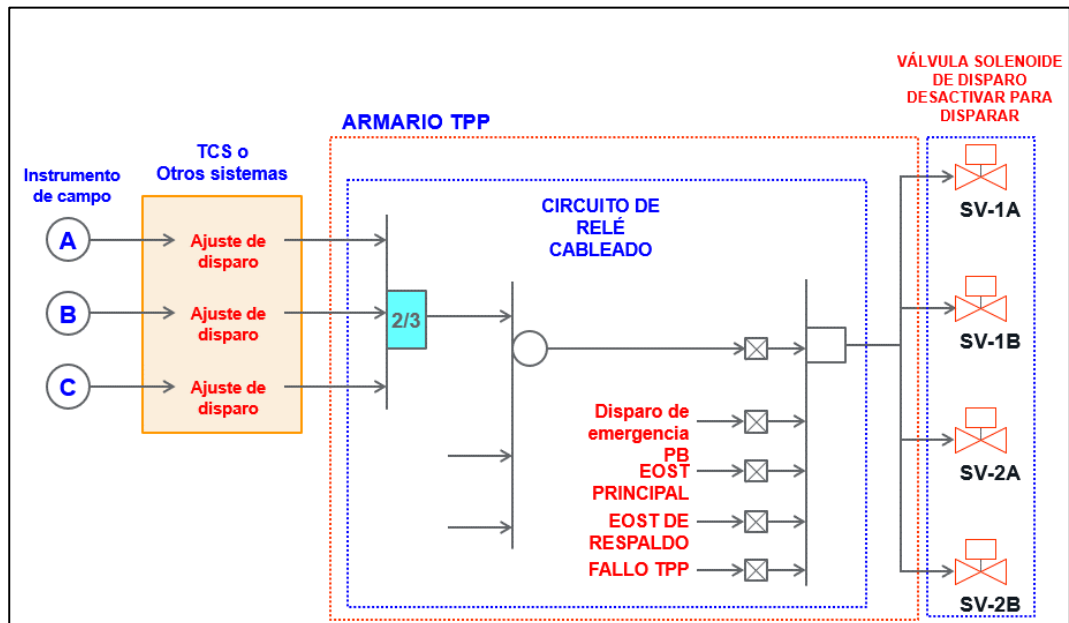 VÁLVULA SOLENOIDE
DE DISPARO
DESACTIVAR PARA
DISPARAR
ARMARIO TPP
TCS o
Otros sistemas
Instrumento
de campo
CIRCUITO DE
RELÉ
CABLEADO
A
Ajuste de
disparo
B
Ajuste de
disparo
C
Ajuste de
disparo
2/3
Disparo de
emergencia
PB
EOST
PRINCIPAL
EOST DE
RESPALDO
FALLO TPP
SV-1A
SV-1B
SV-2A
SV-2B